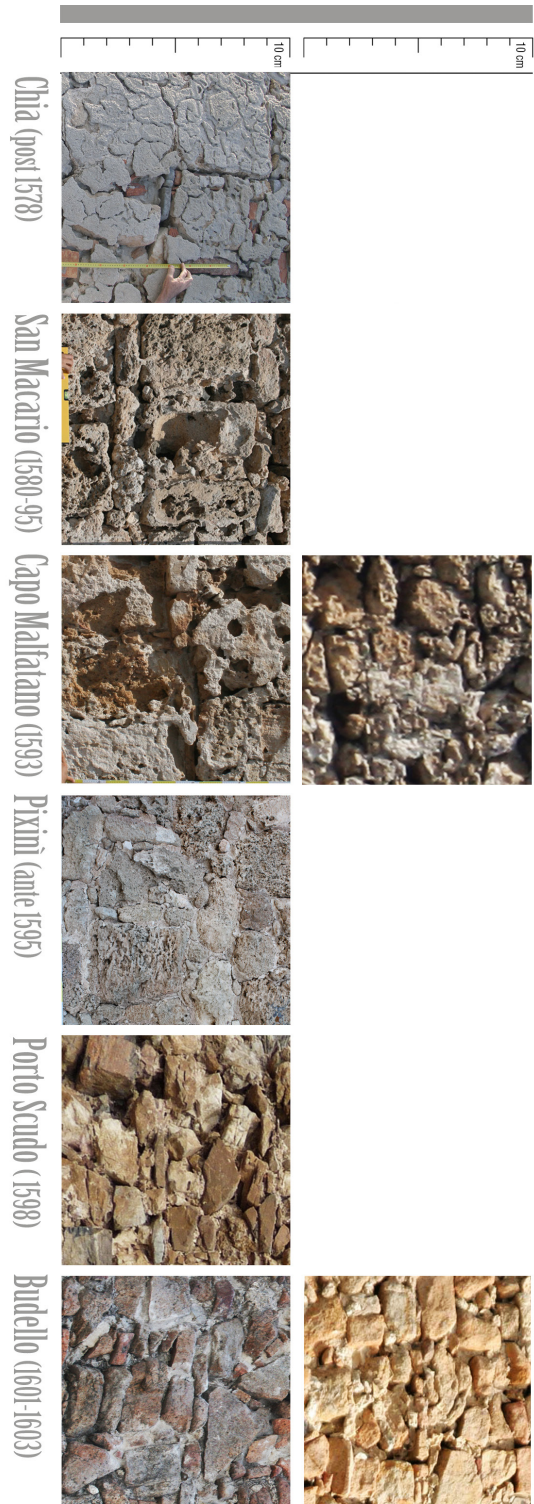 10 cm
10 cm
Chia (post 1578)
San Macario (1580-95)
Capo Malfatano (1593)
Pixinì (ante 1595)
Porto Scudo (1598)
Budello (1601-1603)